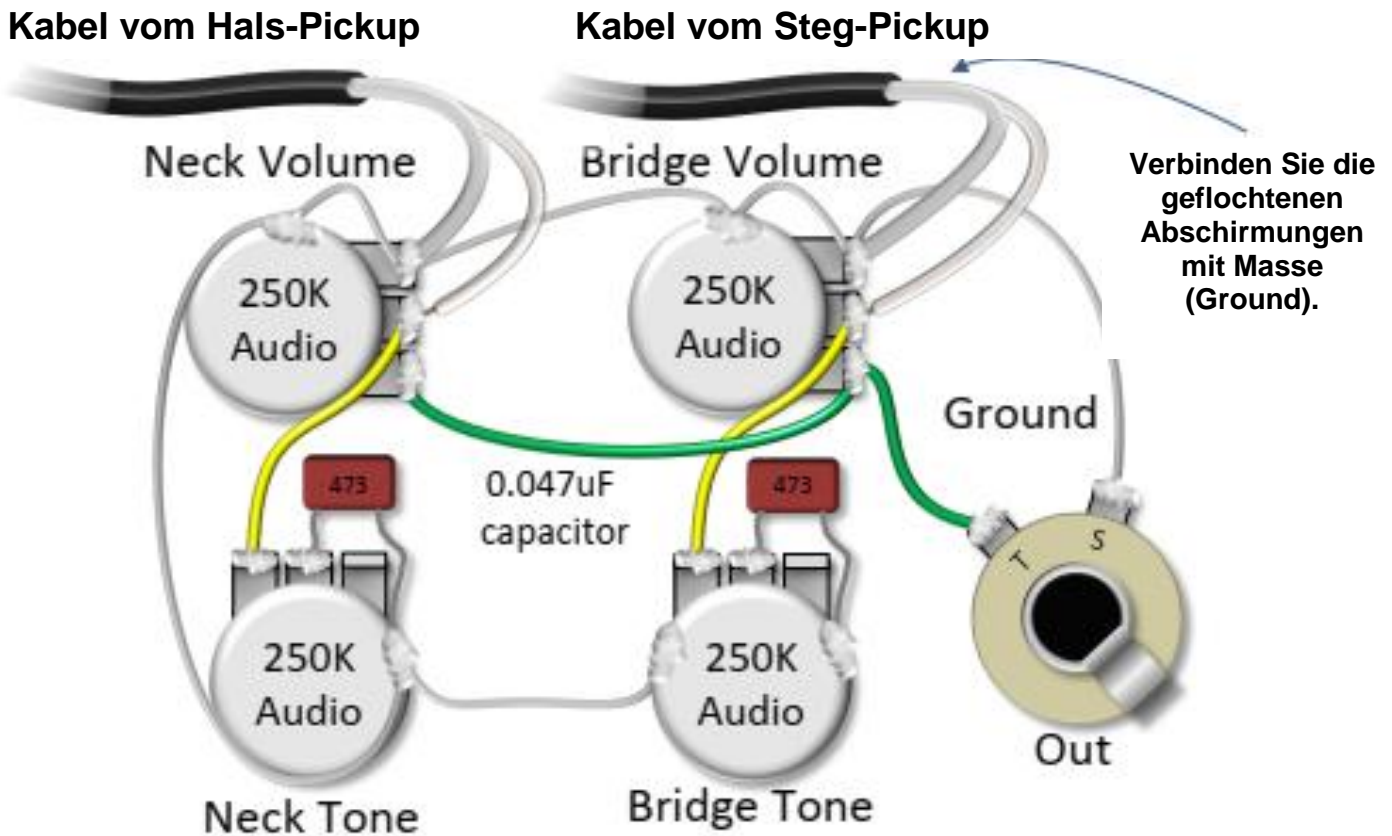 Kabel vom Hals-Pickup
Kabel vom Steg-Pickup
Neck Volume
Bridge Volume
Verbinden Sie die
geflochtenen
Abschirmungen
mit Masse
(Ground).
250K
Audio
250K
Audio
Ground
473
0.047uF
capacitor
473
T
S
250K
Audio
250K
Audio
Out
Neck Tone
Bridge Tone